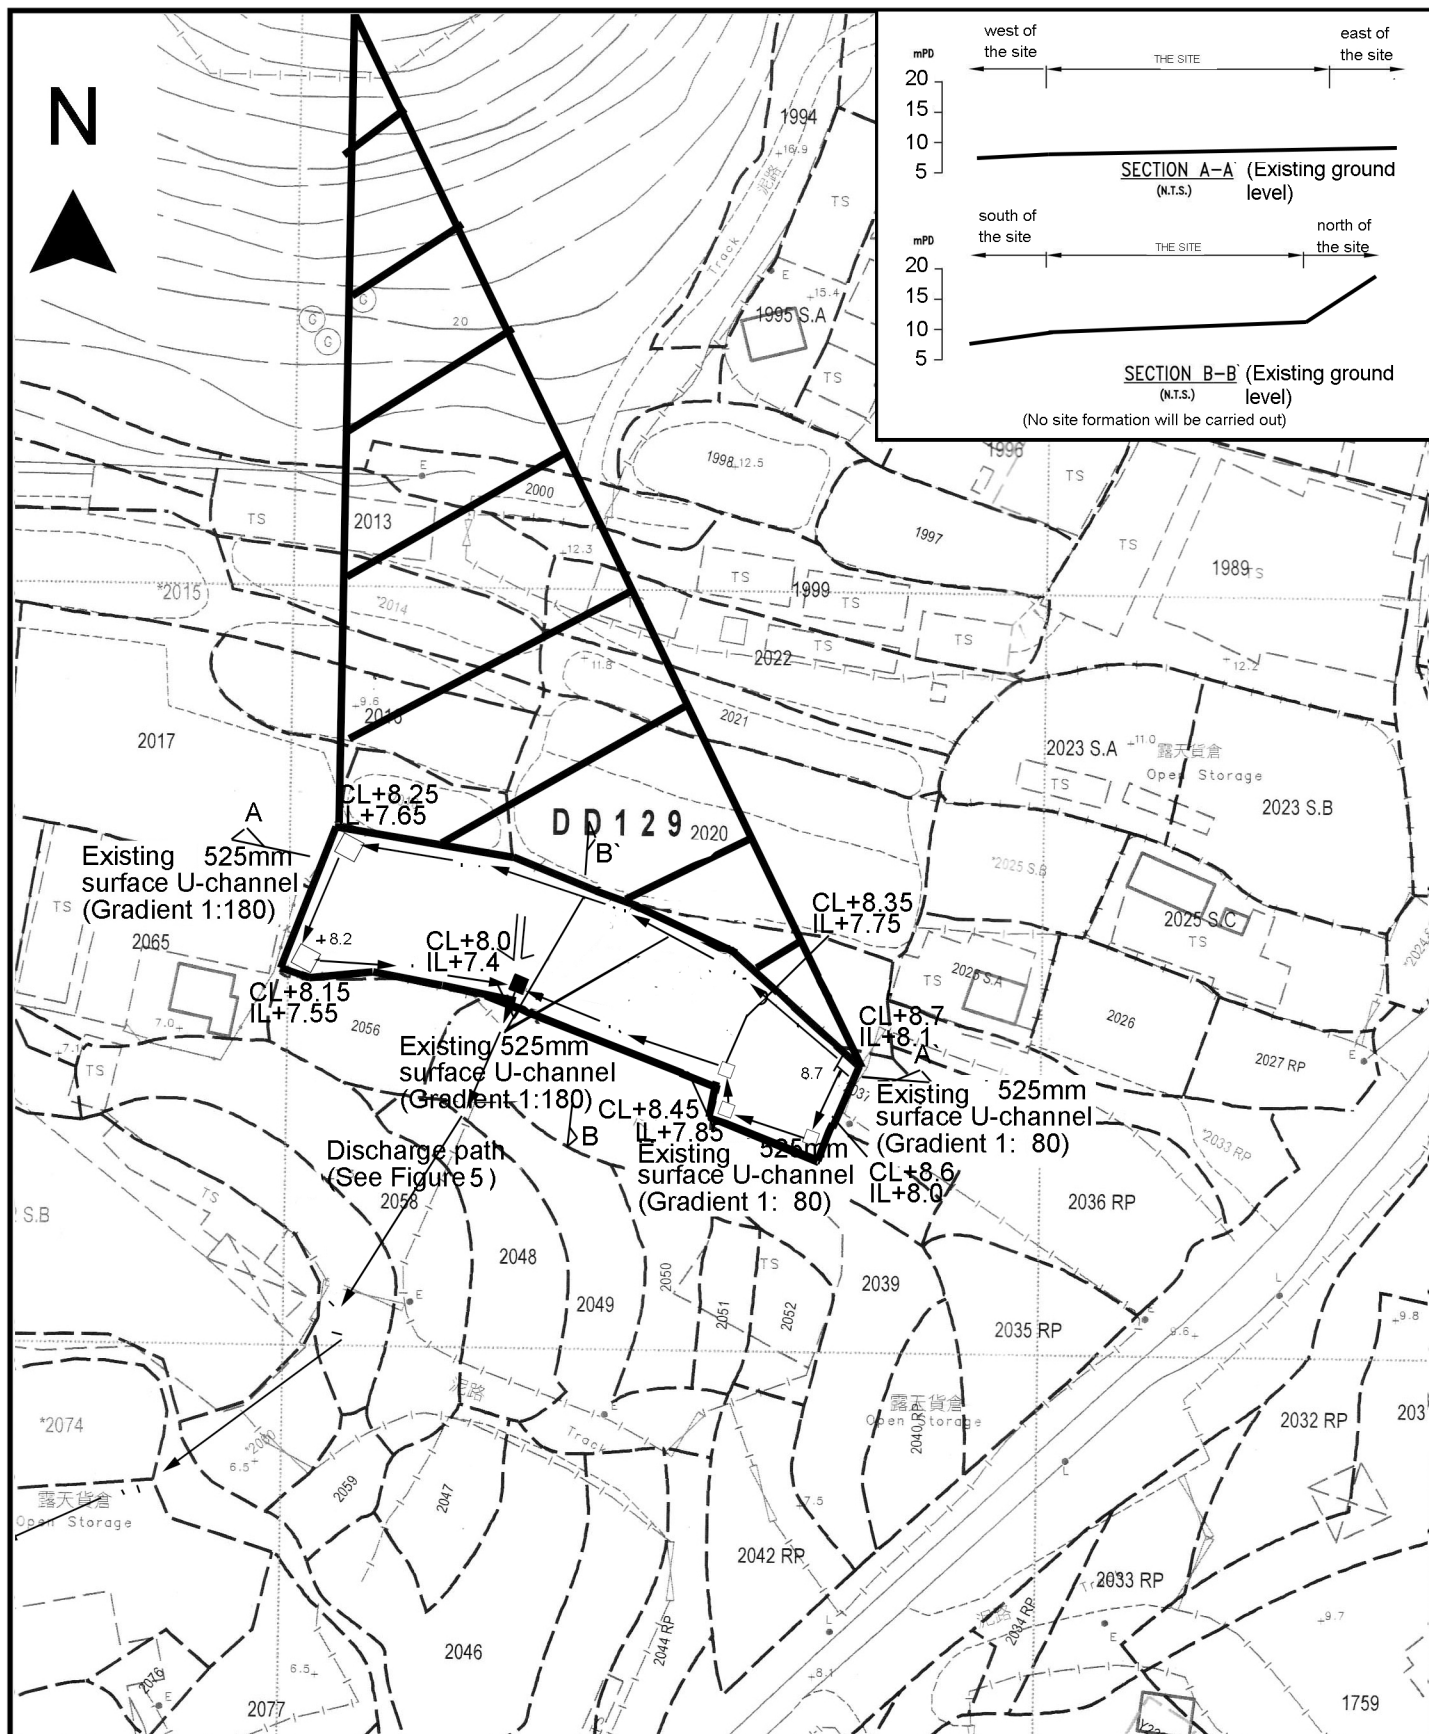 N
west of
the site
east of
the site
mPD
THE SITE
20
15
10
5
SECTION A-A` (Existing ground
level)
(N.T.S.)
south of
the site
north of
the site
mPD
THE SITE
20
15
10
5
SECTION B-B` (Existing ground
level)
(N.T.S.)
(No site formation will be carried out)
1994
+16.9
泥路
TS
Track
E
+15.4
1995 S.A
TS
G
G
G
20
1998
+12.5
1996
TS
E
2000
TS
2013
1997
TS
+12.3
TS
1999
TS
1989
TS
*2015
*2014
TS
TS
+11.8
2022
+12.2
+9.6
2016
2021
2017
2023 S.A
+11.0
露天貨倉
Open Storage
TS
2023 S.B
CL+8.25
IL+7.65
A
DD129
2020
B`
Existing 525mm
surface U-channel
(Gradient 1:180)
*2025 S.B
TS
2065
+8.2
CL+8.0
IL+7.4
CL+8.35
IL+7.75
2025 S.C
TS
TS
2025 S.A
CL+8.15
IL+7.55
2056
7.0+
+7.1
TS
CL+8.7
IL+8.1
A`
2026
2027 RP
E
Existing 525mm
surface U-channel
(Gradient 1:180)
8.7
Existing 525mm
surface U-channel
(Gradient 1: 80)
CL+8.45
IL+7.85
B
*2033 RP
Discharge path
(See Figure 5 )
Existing 525mm
surface U-channel
(Gradient 1: 80)
CL+8.6
IL+8.0
TS
2058
2036 RP
S.B
2048
2050
TS
2039
2049
2051
2052
E
L
E
2035 RP
9.6+
+9.8
泥路
E
Track
露天貨倉
Open Storage
2040 RP
2032 RP
203
*2074
*2060
6.5+
2059
2047
L
露天貨倉
Open Storage
+7.5
2042 RP
2033 RP
Track
泥路
2034 RP
E
+9.7
L
2046
2044 RP
+8.1
6.5+
2076
E
2077
1759